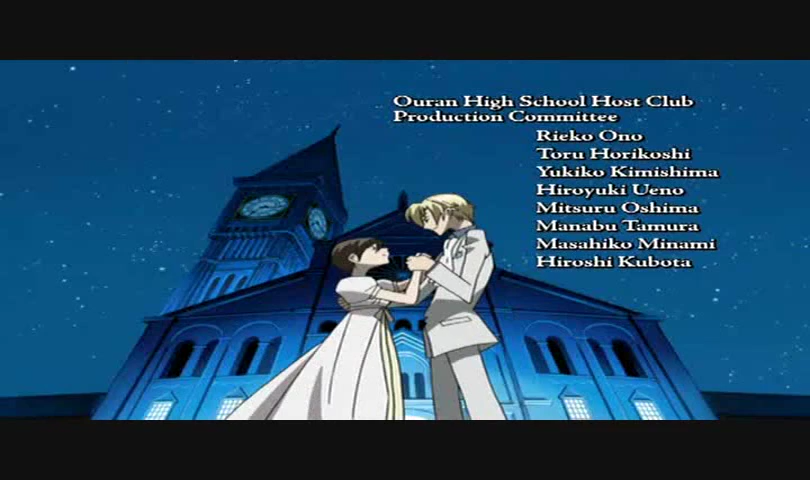 Ouran High School Host Club
Production Committee
Rieko Ono
Toru Horikoshi
Yukiko Kimishima
Hiroyuki Ueno
Mitsuru Oshima
Manabu Tamura
Masahiko Minami
Hiroshi Kubota